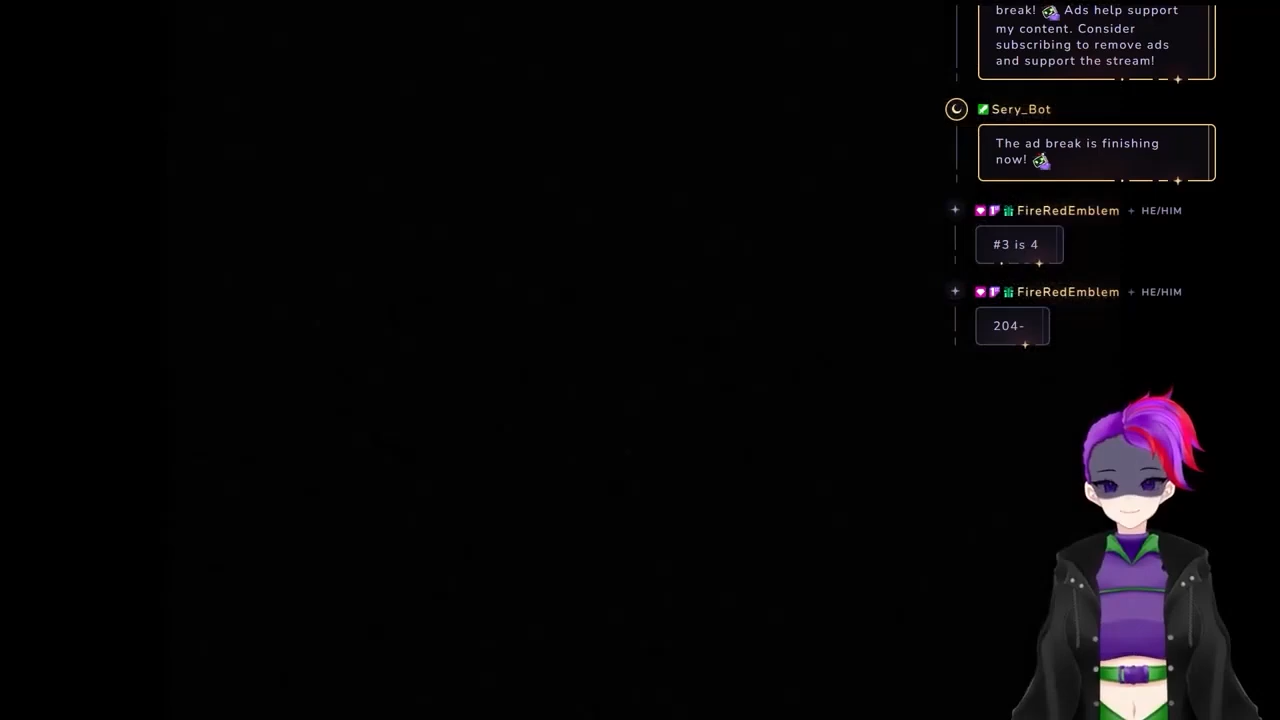 break! Ads help support
my content. Consider
subscribing to remove ads
and support the stream!
Sery_Bot
The ad break is finishing
now!
FireRedEmblem + HE/HIM
#3 is 4
FireRedEmblem + HE/HIM
204-